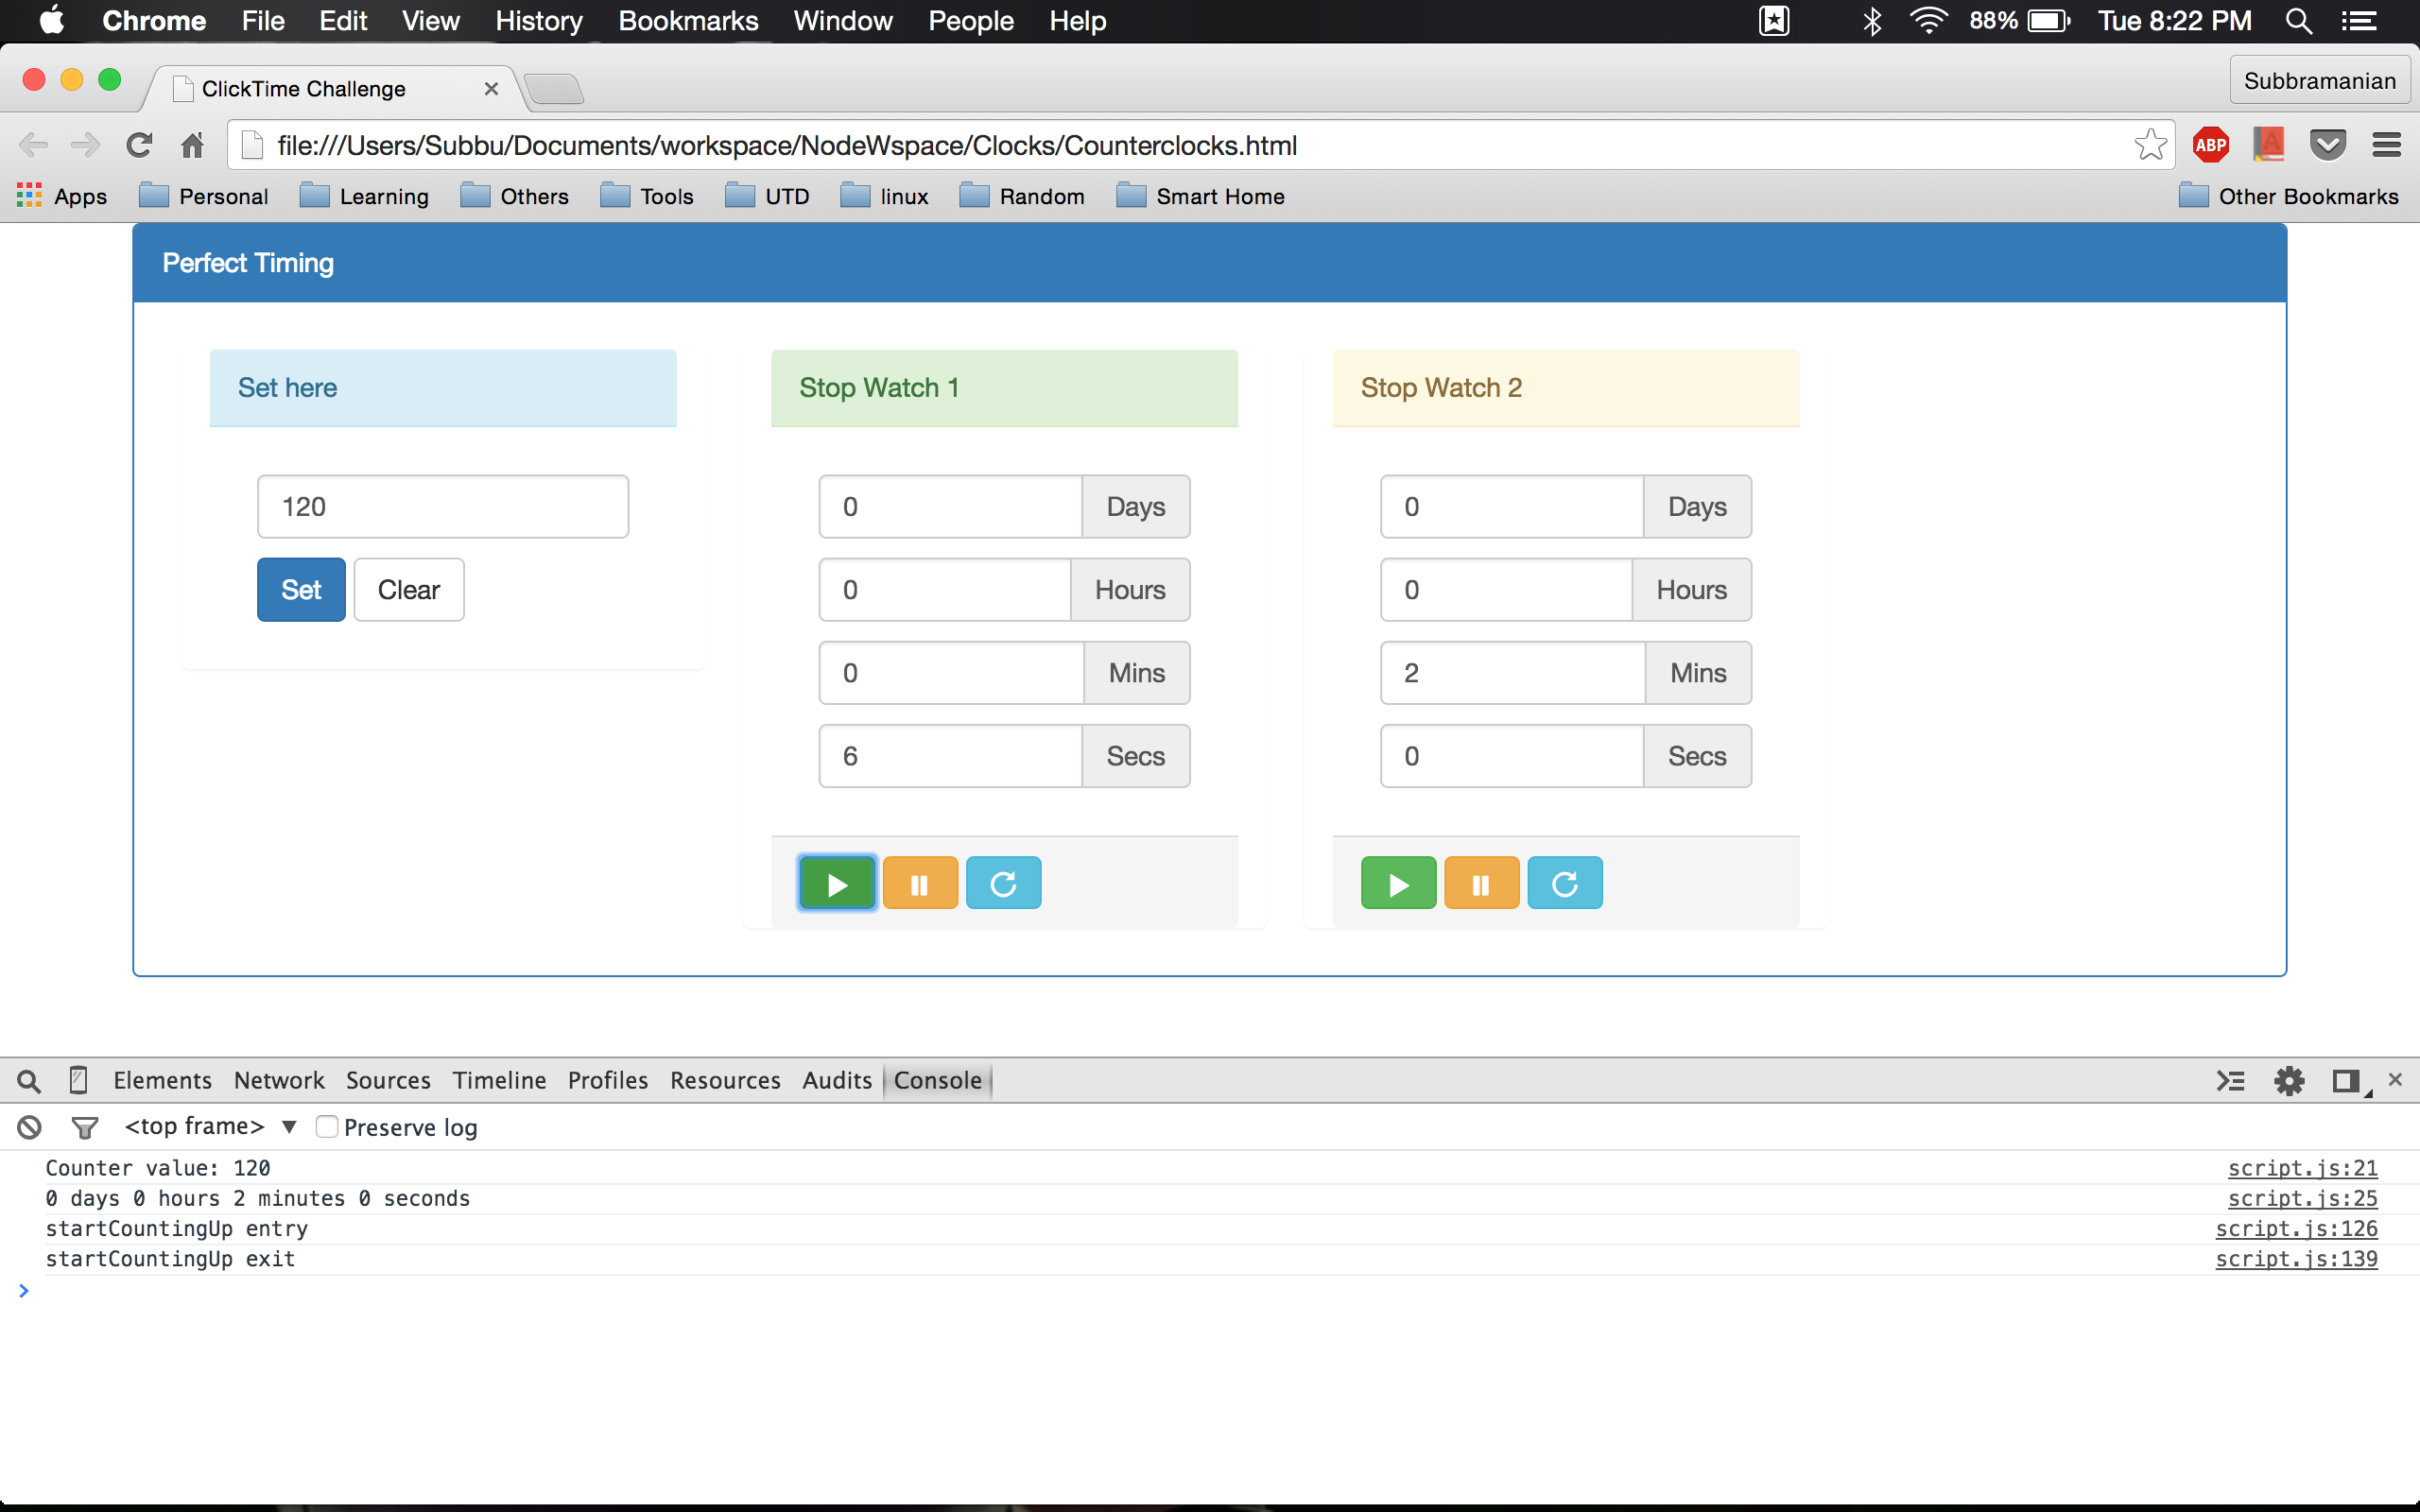 Chrome File Edit View History Bookmarks Window People Help 88% Tue 8:22 PM
ClickTime Challenge Subbramanian
file:///Users/Subbu/Documents/workspace/NodeWspace/Clocks/Counterclocks.html ABP
Apps Personal Learning Others Tools UTD linux Random Smart Home Other Bookmarks
Perfect Timing
Set here
120
Set Clear
Stop Watch 1
0 Days
0 Hours
0 Mins
6 Secs
Stop Watch 2
0 Days
0 Hours
2 Mins
0 Secs
Elements Network Sources Timeline Profiles Resources Audits Console
<top frame> Preserve log
Counter value: 120 script.js:21
0 days 0 hours 2 minutes 0 seconds script.js:25
startCountingUp entry script.js:126
startCountingUp exit script.js:139